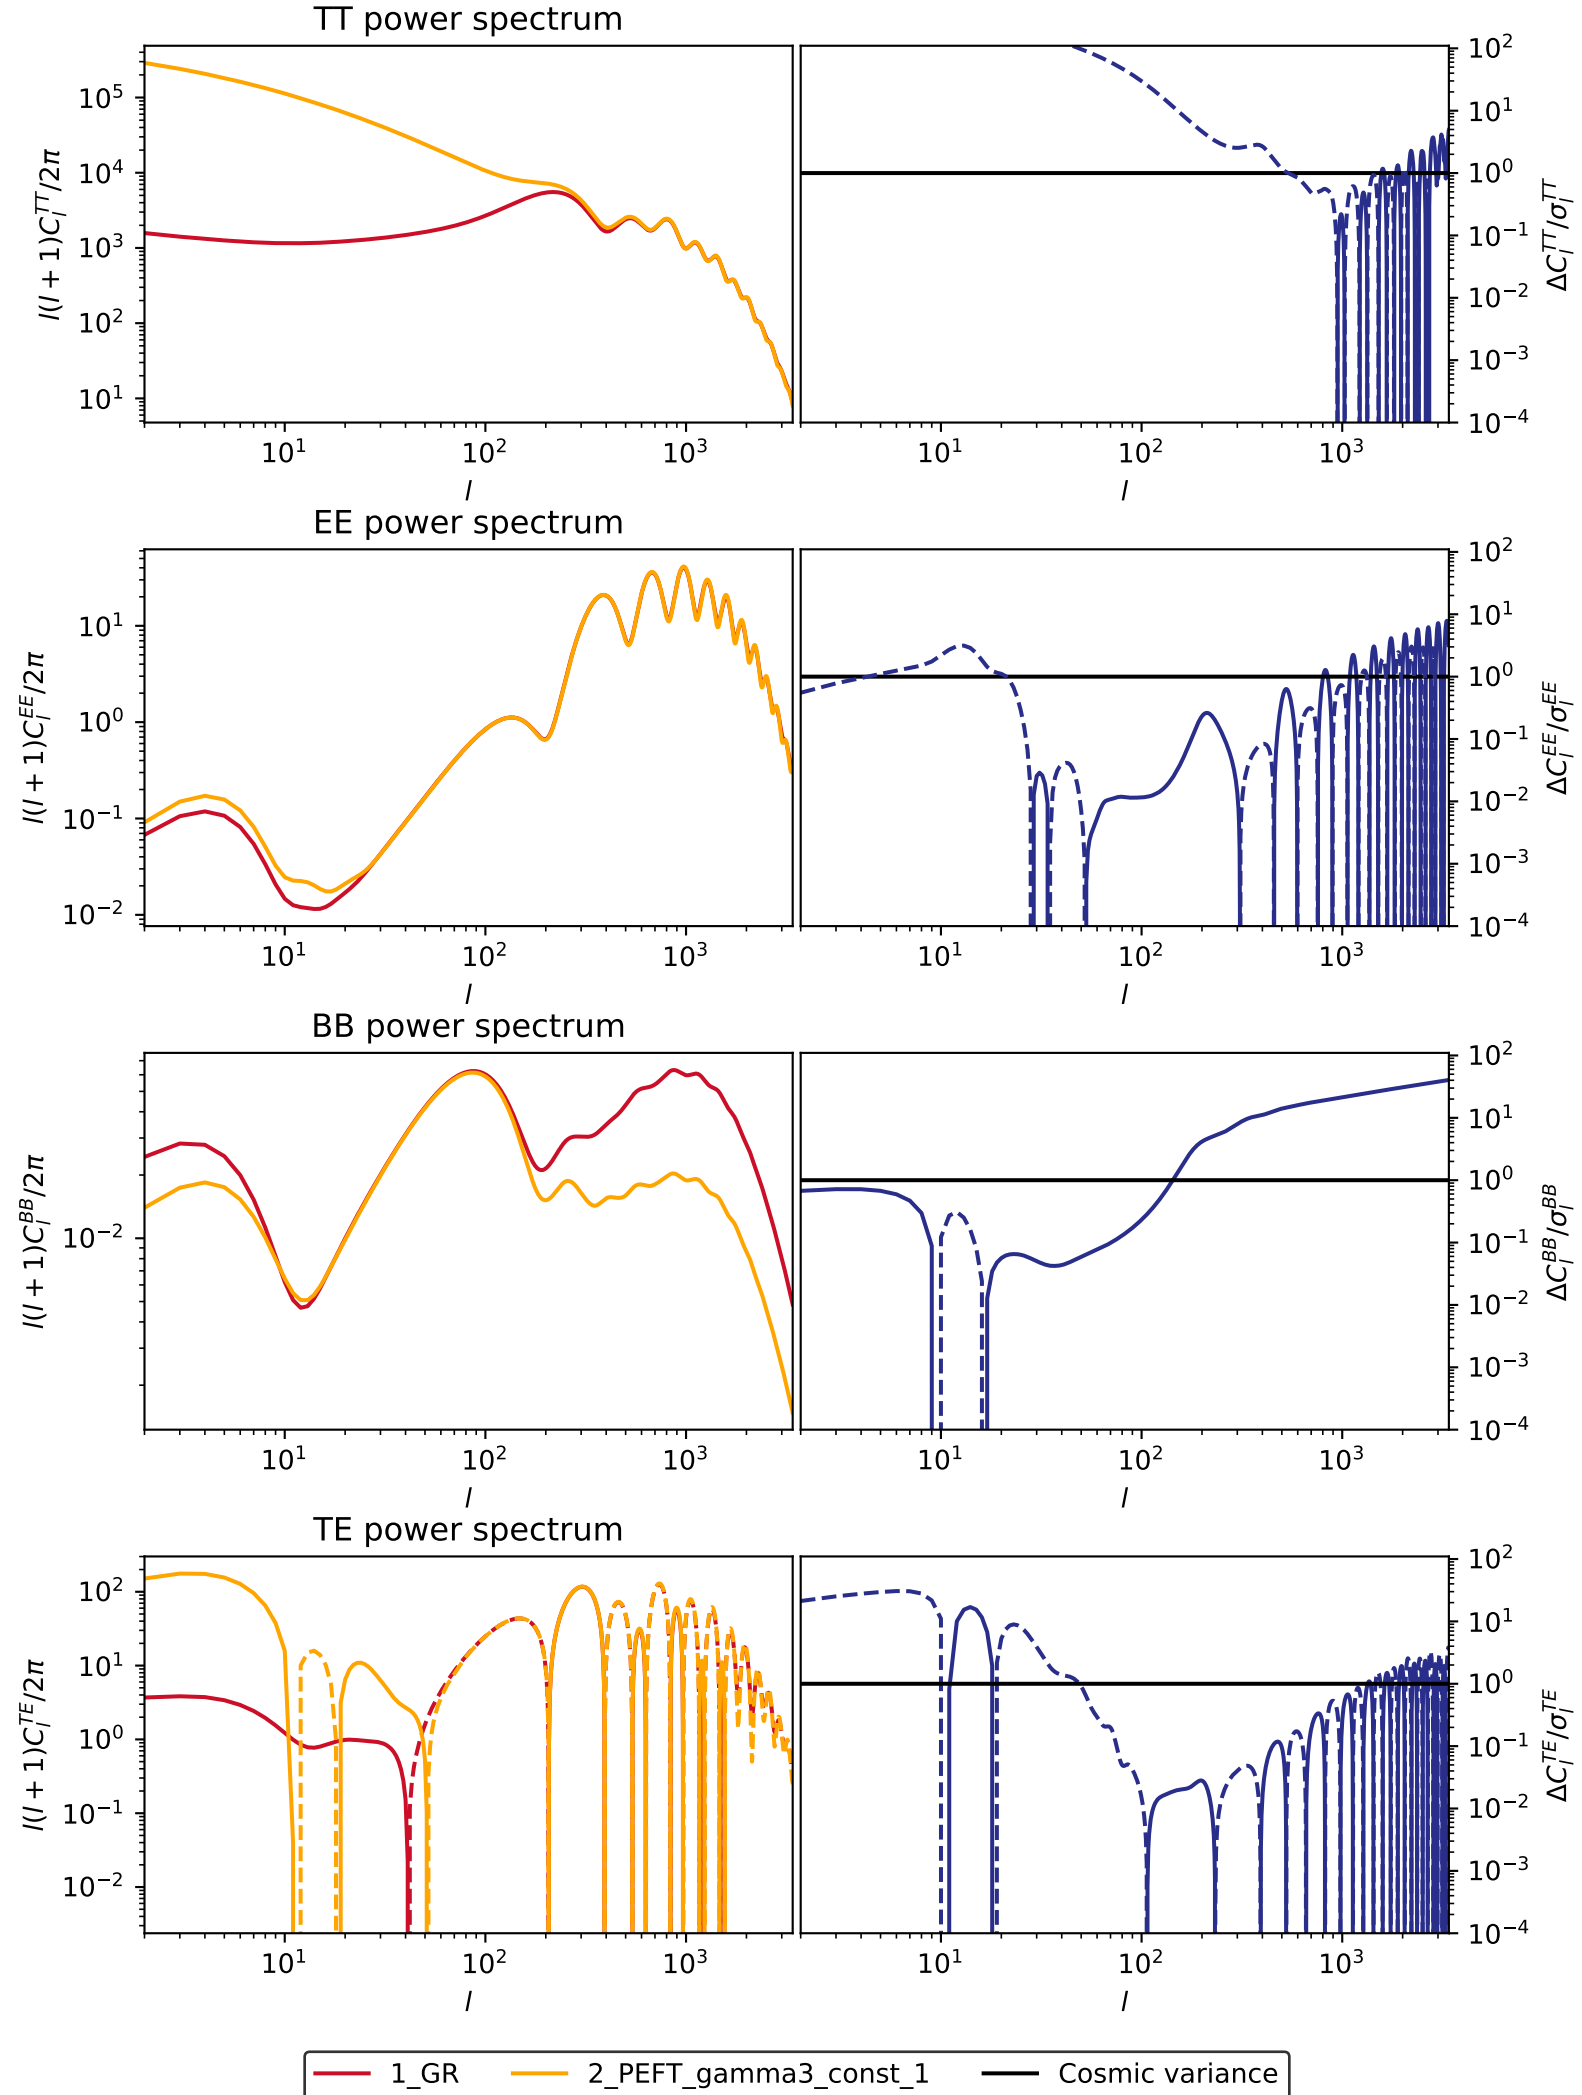 TT power spectrum
l(l + 1)C_l^{TT}/2π
10^5
10^4
10^3
10^2
10^1
10^1 10^2 10^3
l
10^2
10^1
10^0
10^{-1}
10^{-2}
10^{-3}
10^{-4}
10^1 10^2 10^3
l
ΔC_l^{TT}/σ_l^{TT}
EE power spectrum
l(l + 1)C_l^{EE}/2π
10^1
10^0
10^{-1}
10^{-2}
10^1 10^2 10^3
l
10^2
10^1
10^0
10^{-1}
10^{-2}
10^{-3}
10^{-4}
10^1 10^2 10^3
l
ΔC_l^{EE}/σ_l^{EE}
BB power spectrum
l(l + 1)C_l^{BB}/2π
10^{-2}
10^1 10^2 10^3
l
10^2
10^1
10^0
10^{-1}
10^{-2}
10^{-3}
10^{-4}
10^1 10^2 10^3
l
ΔC_l^{BB}/σ_l^{BB}
TE power spectrum
l(l + 1)C_l^{TE}/2π
10^2
10^1
10^0
10^{-1}
10^{-2}
10^1 10^2 10^3
l
10^2
10^1
10^0
10^{-1}
10^{-2}
10^{-3}
10^{-4}
10^1 10^2 10^3
l
ΔC_l^{TE}/σ_l^{TE}
1_GR 2_PEFT_gamma3_const_1 Cosmic variance